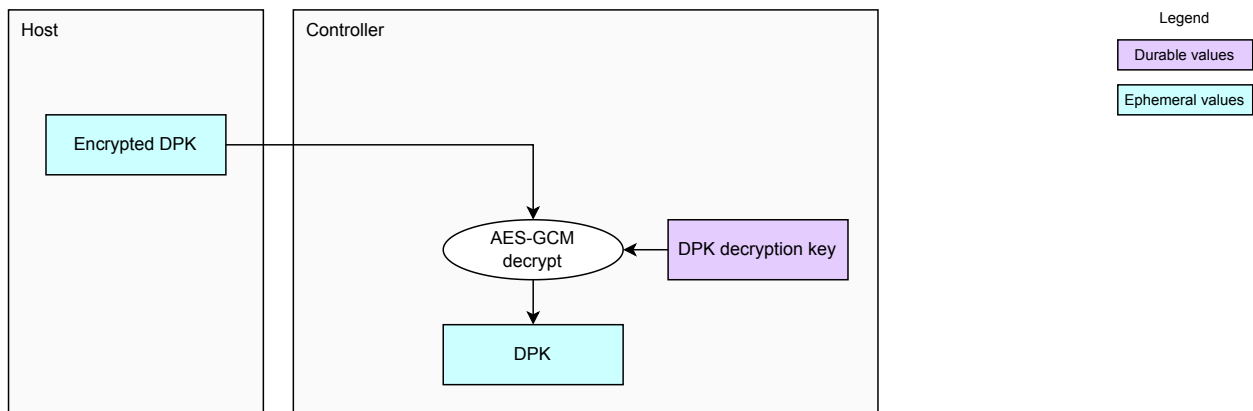 Host
Controller
Legend
Durable values
Ephemeral values
Encrypted DPK
AES-GCM
decrypt
DPK decryption key
DPK